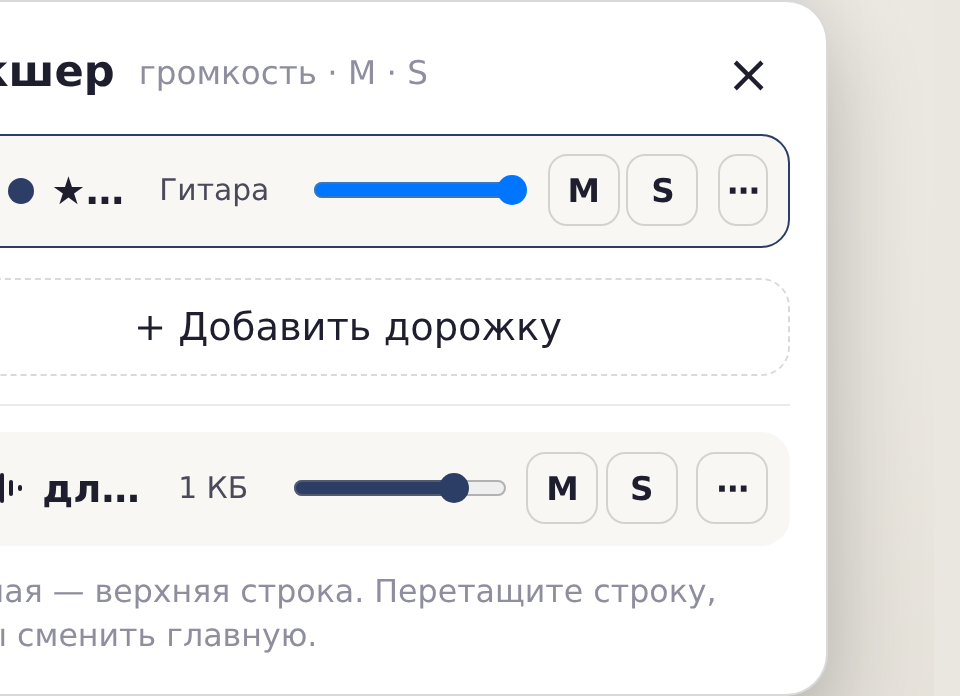 кшер громкость · M · S ×
★... Гитара M S ...
+ Добавить дорожку
дл... 1 КБ M S ...
ная — верхняя строка. Перетащите строку,
ы сменить главную.